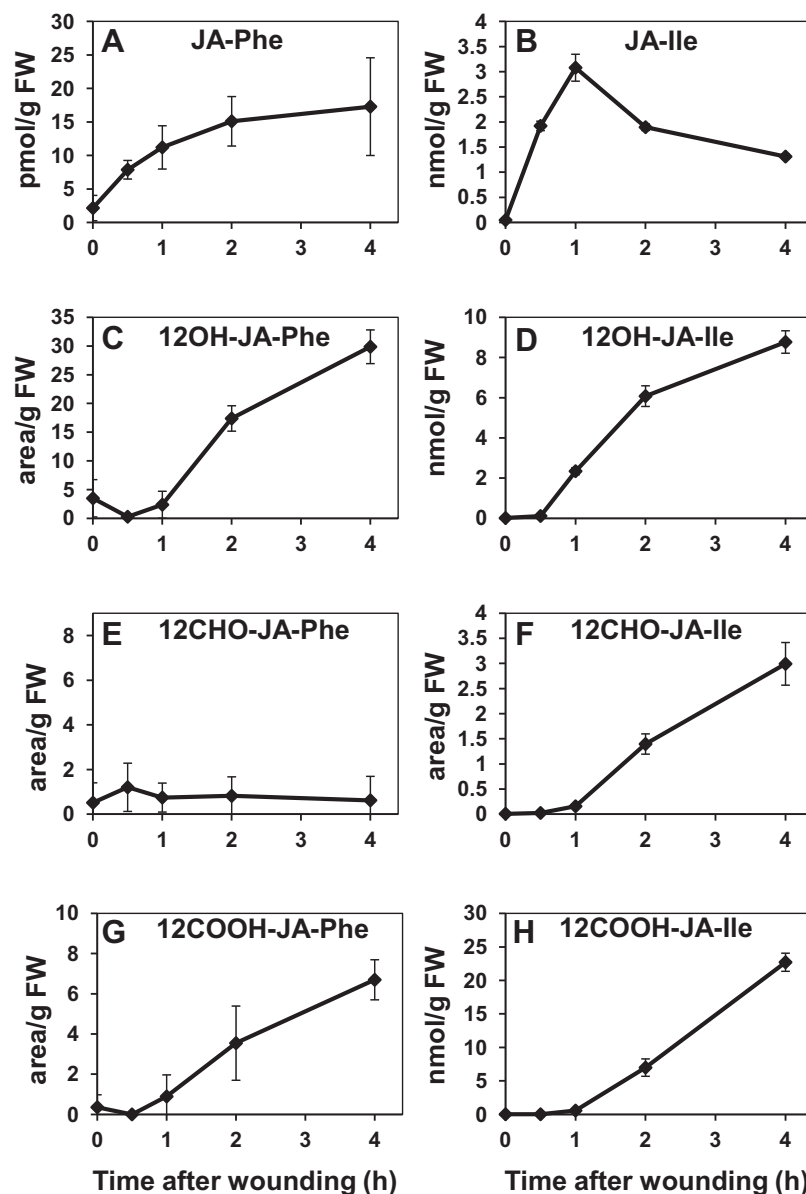 A JA-Phe
30
25
20
15
10
5
0
pmol/g FW
0 1 2 3 4
B JA-Ile
4
3.5
3
2.5
2
1.5
1
0.5
0
nmol/g FW
0 1 2 3 4
C 12OH-JA-Phe
35
30
25
20
15
10
5
0
area/g FW
0 1 2 3 4
D 12OH-JA-Ile
10
8
6
4
2
0
nmol/g FW
0 1 2 3 4
E 12CHO-JA-Phe
8
6
4
2
0
area/g FW
0 1 2 3 4
F 12CHO-JA-Ile
4
3.5
3
2.5
2
1.5
1
0.5
0
area/g FW
0 1 2 3 4
G 12COOH-JA-Phe
10
8
6
4
2
0
area/g FW
0 1 2 3 4
Time after wounding (h)
H 12COOH-JA-Ile
30
25
20
15
10
5
0
nmol/g FW
0 1 2 3 4
Time after wounding (h)